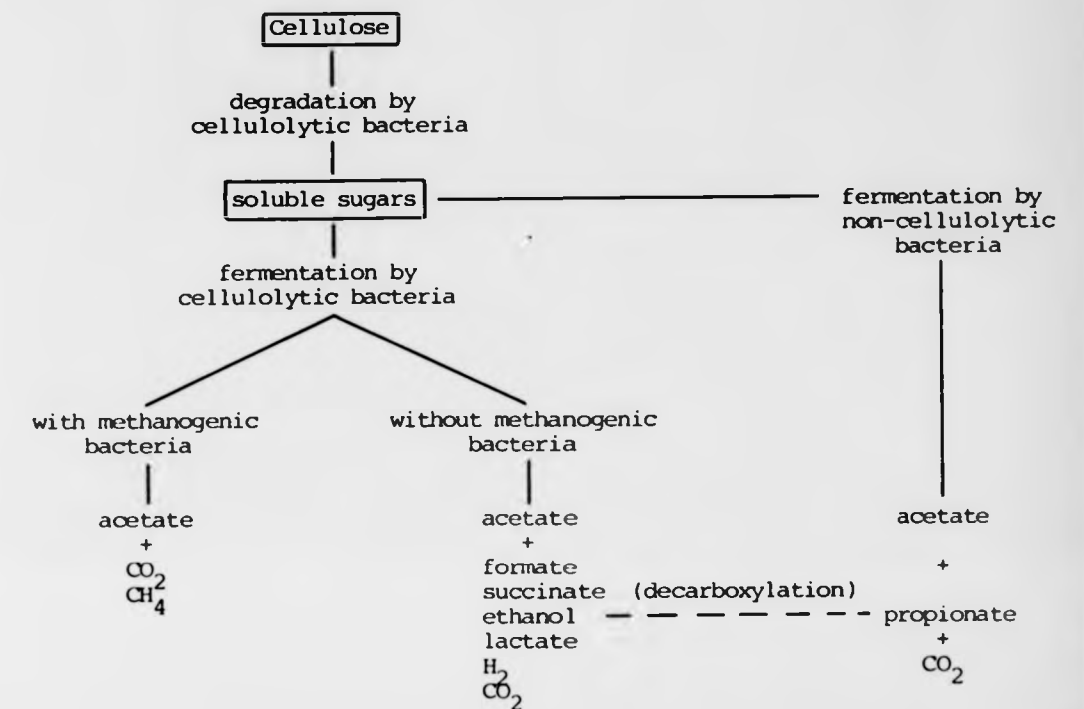 Cellulose
degradation by
cellulolytic bacteria
soluble sugars
fermentation by
non-cellulolytic
bacteria
fermentation by
cellulolytic bacteria
with methanogenic
bacteria
without methanogenic
bacteria
acetate
+
CO2
CH4
acetate
+
formate
succinate (decarboxylation)
ethanol
lactate
H2
CO2
acetate
+
propionate
+
CO2